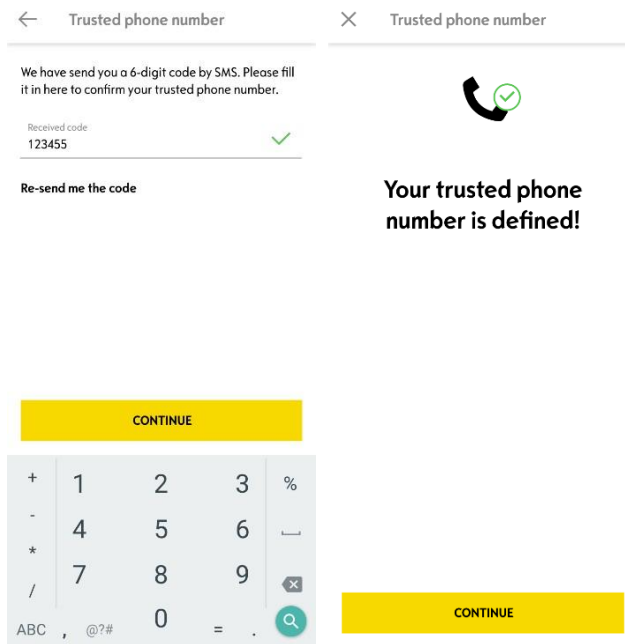 Trusted phone number
We have send you a 6-digit code by SMS. Please fill
it in here to confirm your trusted phone number.
Received code
123455
Re-send me the code
CONTINUE
+ 1 2 3 %
- 4 5 6
* 7 8 9
/
ABC , @?# 0 = .
Trusted phone number
Your trusted phone
number is defined!
CONTINUE